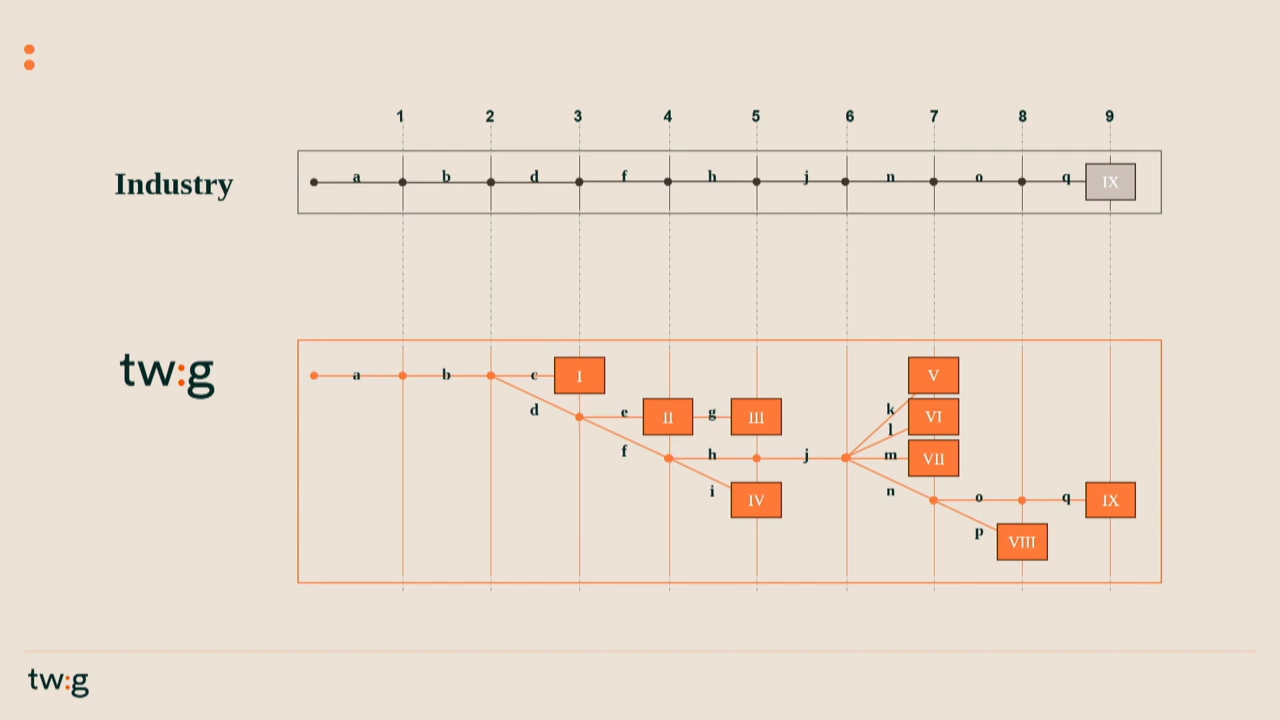 1 2 3 4 5 6 7 8 9
Industry
a b d f h j n o q IX
tw:g
a b c I
d e II g III
f h j
i IV
k V
l VI
m VII
n o q IX
p VIII
tw:g